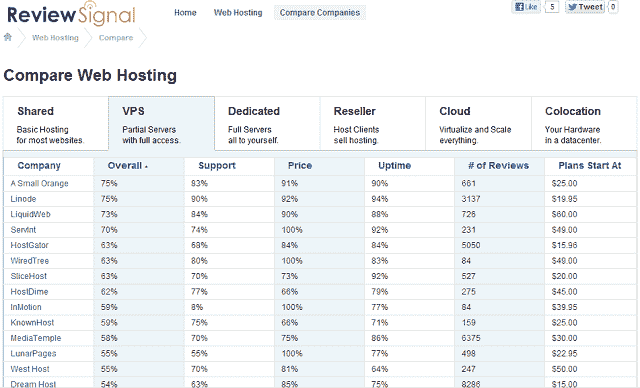 ReviewSignal
Home Web Hosting Compare Companies
Like 5 Tweet 0
Web Hosting Compare
Compare Web Hosting
Shared VPS Dedicated Reseller Cloud Colocation
Basic Hosting Partial Servers Full Servers Host Clients Virtualize and Scale Your Hardware
for most websites. with full access. all to yourself. sell hosting. everything. in a datacenter.
Company Overall Support Price Uptime # of Reviews Plans Start At
A Small Orange 75% 83% 91% 90% 661 $25.00
Linode 75% 90% 92% 94% 3137 $19.95
LiquidWeb 73% 84% 90% 88% 726 $60.00
ServInt 70% 74% 100% 92% 231 $49.00
HostGator 63% 68% 84% 84% 5050 $15.96
WiredTree 63% 80% 100% 83% 84 $49.00
SliceHost 63% 70% 73% 92% 527 $20.00
HostDime 62% 77% 66% 79% 275 $45.00
InMotion 59% 8% 100% 77% 84 $39.95
KnownHost 59% 75% 66% 71% 159 $25.00
MediaTemple 58% 70% 75% 86% 6375 $30.00
LunarPages 55% 55% 100% 77% 498 $22.95
West Host 55% 70% 81% 64% 247 $50.00
Dream Host 54% 63% 85% 75% 8286 $15.00